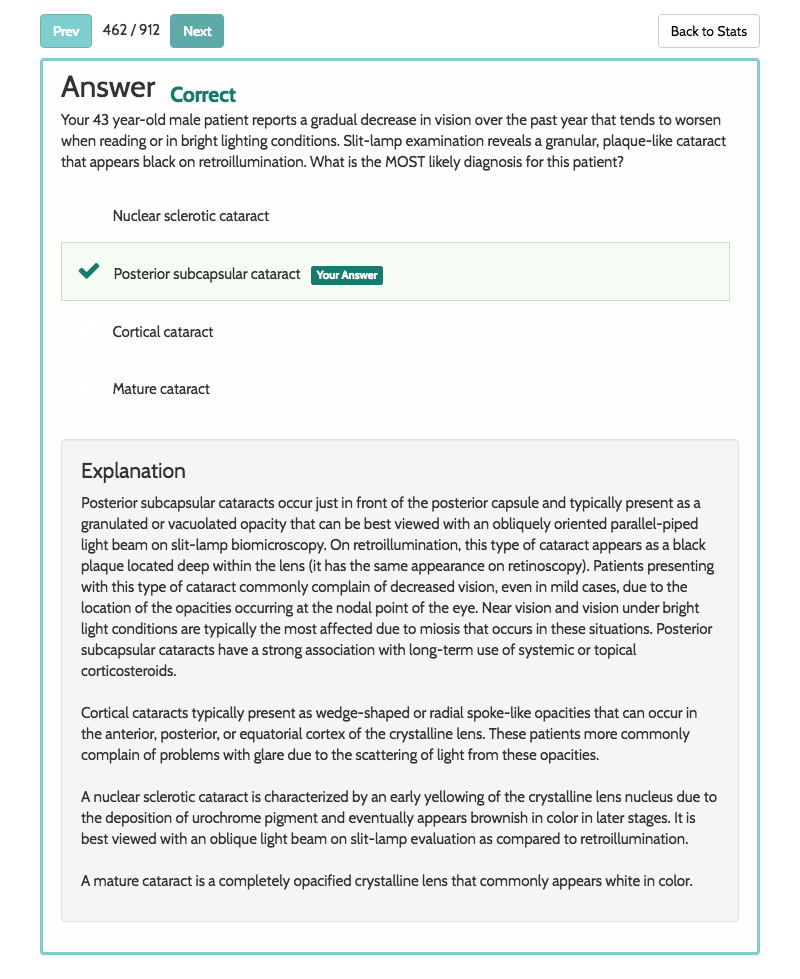 Prev 462 / 912 Next Back to Stats
Answer Correct
Your 43 year-old male patient reports a gradual decrease in vision over the past year that tends to worsen
when reading or in bright lighting conditions. Slit-lamp examination reveals a granular, plaque-like cataract
that appears black on retroillumination. What is the MOST likely diagnosis for this patient?
Nuclear sclerotic cataract
Posterior subcapsular cataract Your Answer
Cortical cataract
Mature cataract
Explanation
Posterior subcapsular cataracts occur just in front of the posterior capsule and typically present as a
granulated or vacuolated opacity that can be best viewed with an obliquely oriented parallel-piped
light beam on slit-lamp biomicroscopy. On retroillumination, this type of cataract appears as a black
plaque located deep within the lens (it has the same appearance on retinoscopy). Patients presenting
with this type of cataract commonly complain of decreased vision, even in mild cases, due to the
location of the opacities occurring at the nodal point of the eye. Near vision and vision under bright
light conditions are typically the most affected due to miosis that occurs in these situations. Posterior
subcapsular cataracts have a strong association with long-term use of systemic or topical
corticosteroids.
Cortical cataracts typically present as wedge-shaped or radial spoke-like opacities that can occur in
the anterior, posterior, or equatorial cortex of the crystalline lens. These patients more commonly
complain of problems with glare due to the scattering of light from these opacities.
A nuclear sclerotic cataract is characterized by an early yellowing of the crystalline lens nucleus due to
the deposition of urochrome pigment and eventually appears brownish in color in later stages. It is
best viewed with an oblique light beam on slit-lamp evaluation as compared to retroillumination.
A mature cataract is a completely opacified crystalline lens that commonly appears white in color.